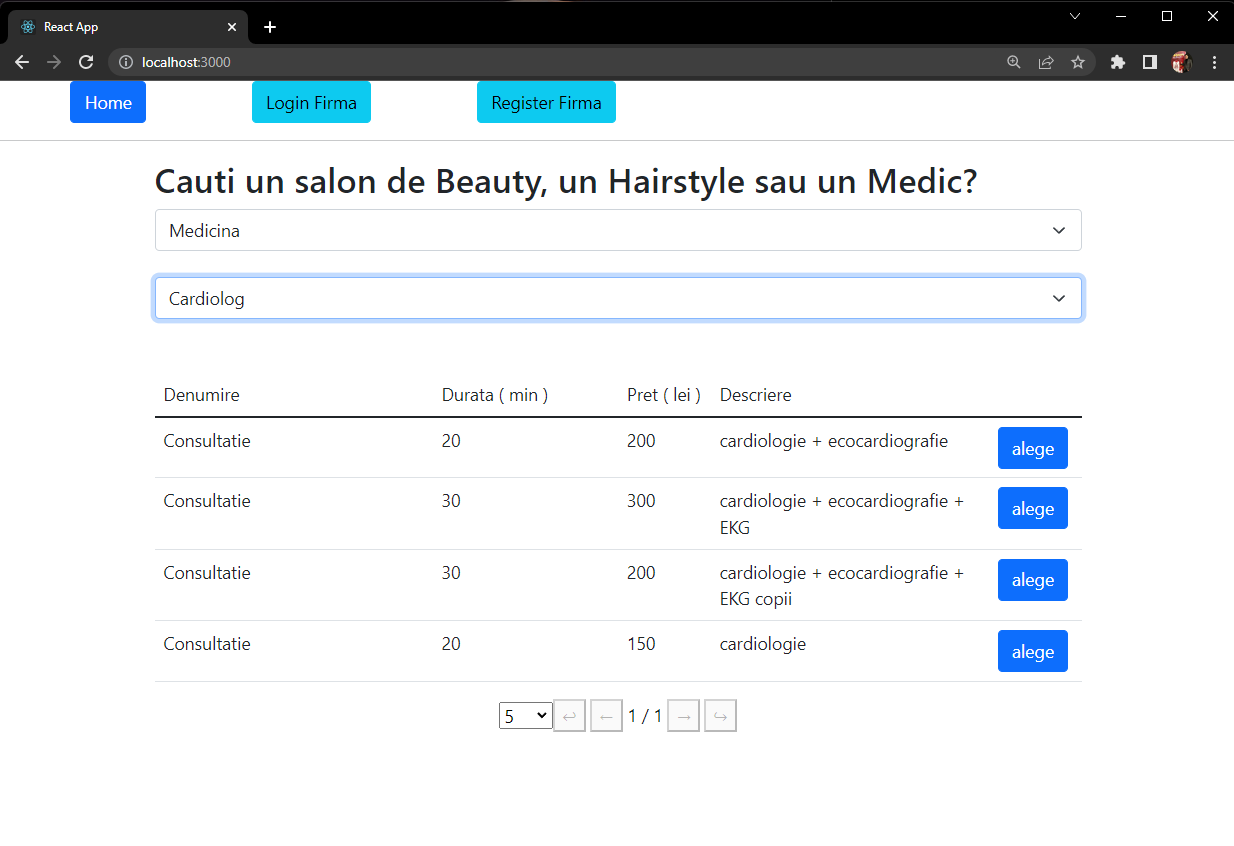 React App
localhost:3000
Home Login Firma Register Firma
Cauti un salon de Beauty, un Hairstyle sau un Medic?
Medicina
Cardiolog
Denumire Durata ( min ) Pret ( lei ) Descriere
Consultatie 20 200 cardiologie + ecocardiografie alege
Consultatie 30 300 cardiologie + ecocardiografie +
EKG alege
Consultatie 30 200 cardiologie + ecocardiografie +
EKG copii alege
Consultatie 20 150 cardiologie alege
5 ↩ ← 1 / 1 → ↪